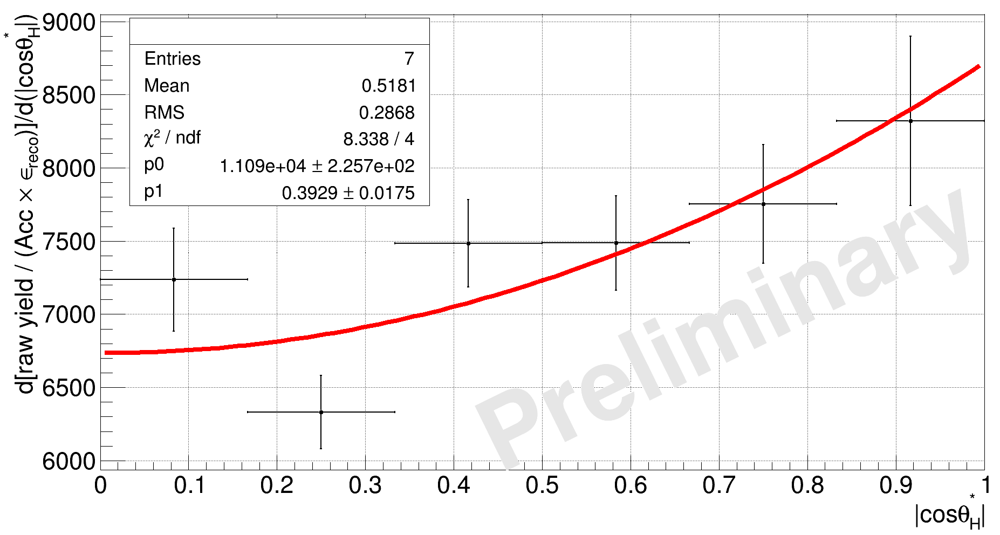 d[raw yield / (Acc × ϵreco)]/d(|cosθ*H|)
9000
8500
8000
7500
7000
6500
6000
Entries 7
Mean 0.5181
RMS 0.2868
χ² / ndf 8.338 / 4
p0 1.109e+04 ± 2.257e+02
p1 0.3929 ± 0.0175
Preliminary
0 0.1 0.2 0.3 0.4 0.5 0.6 0.7 0.8 0.9 1
|cosθ*H|